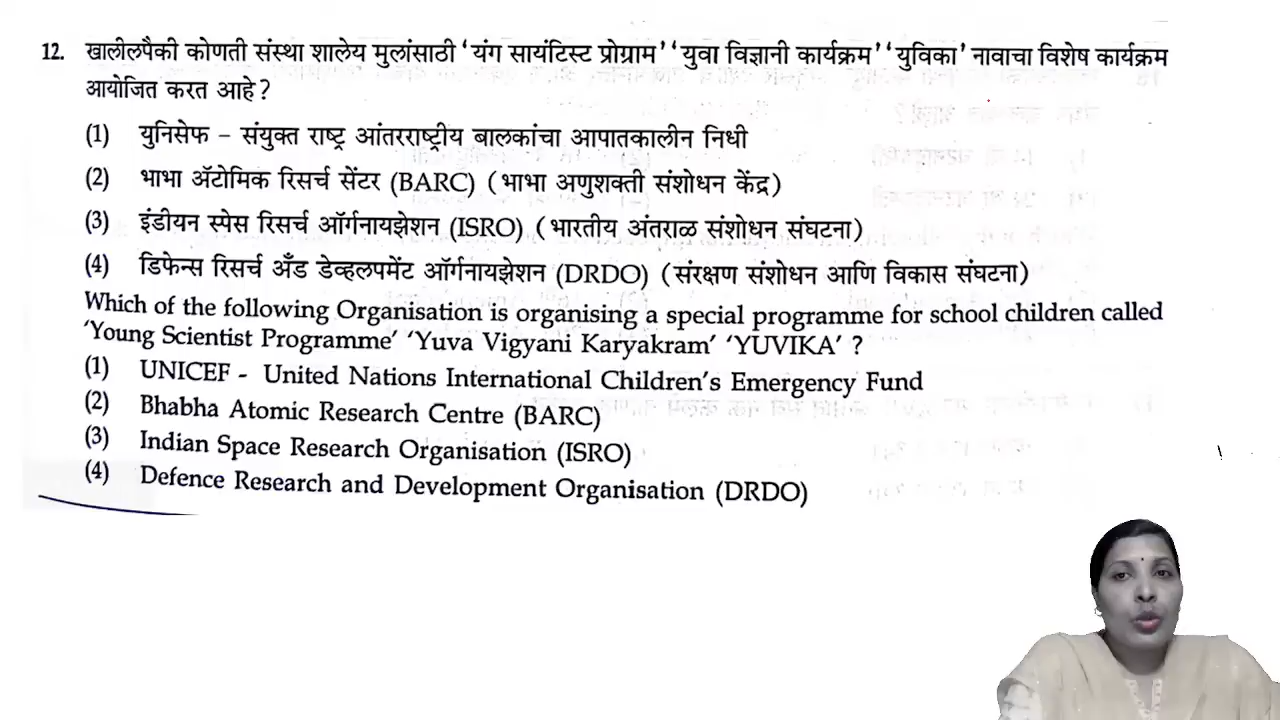 12. खालीलपैकी कोणती संस्था शालेय मुलांसाठी ‘यंग सायंटिस्ट प्रोग्राम’ ‘युवा विज्ञानी कार्यक्रम’ ‘युविका’ नावाचा विशेष कार्यक्रम
आयोजित करत आहे ?
(1) युनिसेफ – संयुक्त राष्ट्र आंतरराष्ट्रीय बालकांचा आपातकालीन निधी
(2) भाभा ॲटोमिक रिसर्च सेंटर (BARC) (भाभा अणुशक्ती संशोधन केंद्र)
(3) इंडीयन स्पेस रिसर्च ऑर्गनायझेशन (ISRO) (भारतीय अंतराळ संशोधन संघटना)
(4) डिफेन्स रिसर्च अँड डेव्हलपमेंट ऑर्गनायझेशन (DRDO) (संरक्षण संशोधन आणि विकास संघटना)
Which of the following Organisation is organising a special programme for school children called
‘Young Scientist Programme’ ‘Yuva Vigyani Karyakram’ ‘YUVIKA’ ?
(1) UNICEF - United Nations International Children’s Emergency Fund
(2) Bhabha Atomic Research Centre (BARC)
(3) Indian Space Research Organisation (ISRO)
(4) Defence Research and Development Organisation (DRDO)